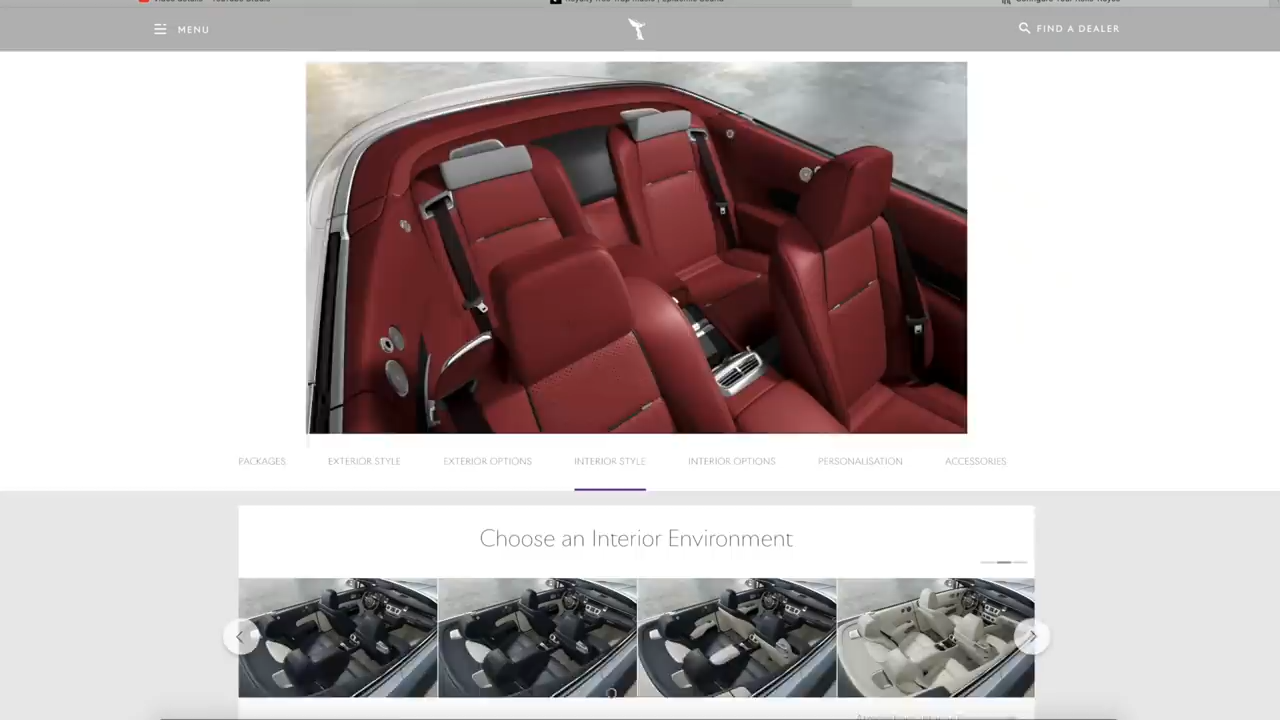 MENU
FIND A DEALER
PACKAGES
EXTERIOR STYLE
EXTERIOR OPTIONS
INTERIOR STYLE
INTERIOR OPTIONS
PERSONALISATION
ACCESSORIES
Choose an Interior Environment